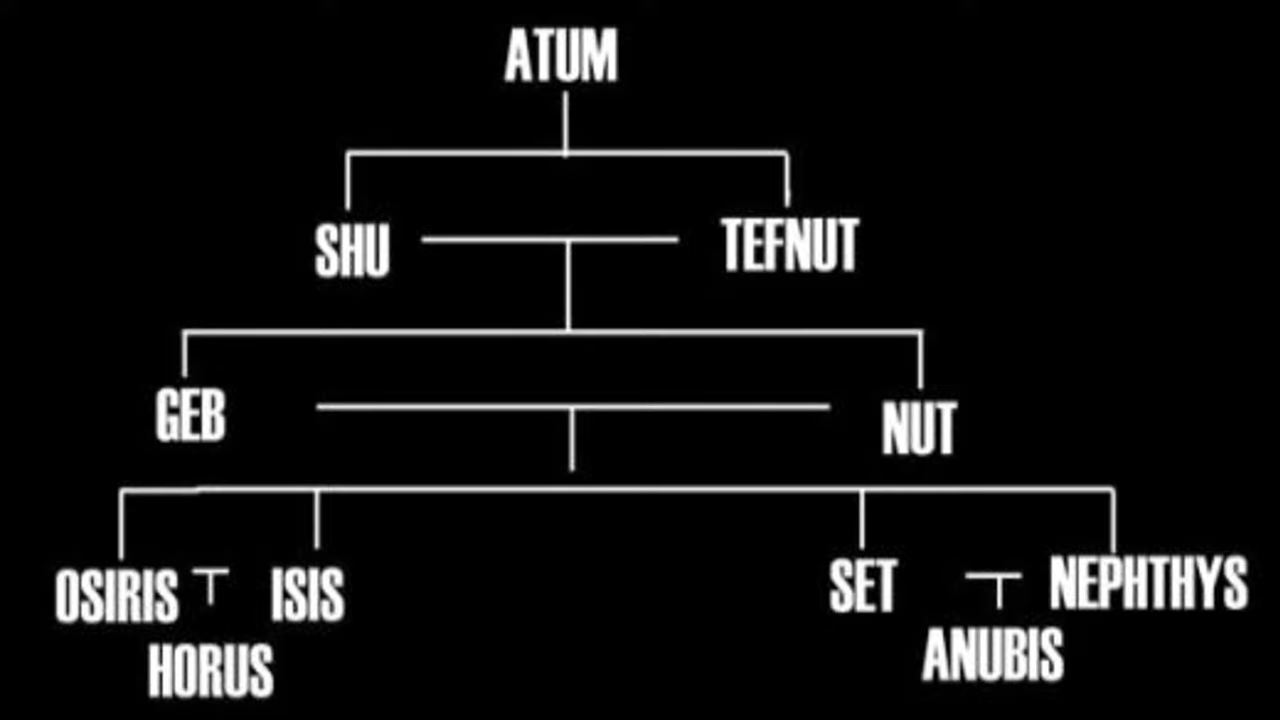 ATUM
SHU TEFNUT
GEB NUT
OSIRIS ISIS SET NEPHTHYS
HORUS ANUBIS